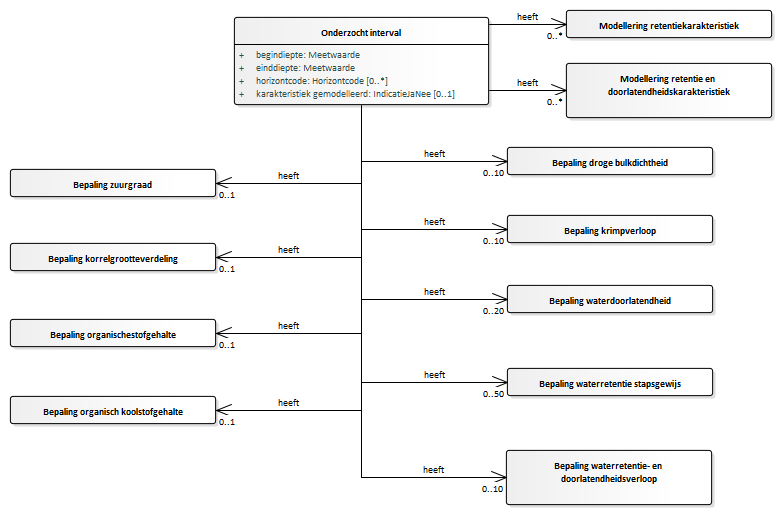 Onderzocht interval
+ begindiepte: Meetwaarde
+ einddiepte: Meetwaarde
+ horizontcode: Horizontcode [0..*]
+ karakteristiek gemodelleerd: IndicatieJaNee [0..1]
heeft
0..*
Modellering retentiekarakteristiek
heeft
0..*
Modellering retentie en
doorlatendheidskarakteristiek
heeft
0..10
Bepaling droge bulkdichtheid
heeft
0..1
Bepaling zuurgraad
heeft
0..10
Bepaling krimpverloop
heeft
0..1
Bepaling korrelgrootteverdeling
heeft
0..20
Bepaling waterdoorlatendheid
heeft
0..1
Bepaling organischestofgehalte
heeft
0..50
Bepaling waterretentie stapsgewijs
heeft
0..1
Bepaling organisch koolstofgehalte
heeft
0..10
Bepaling waterretentie- en
doorlatendheidsverloop